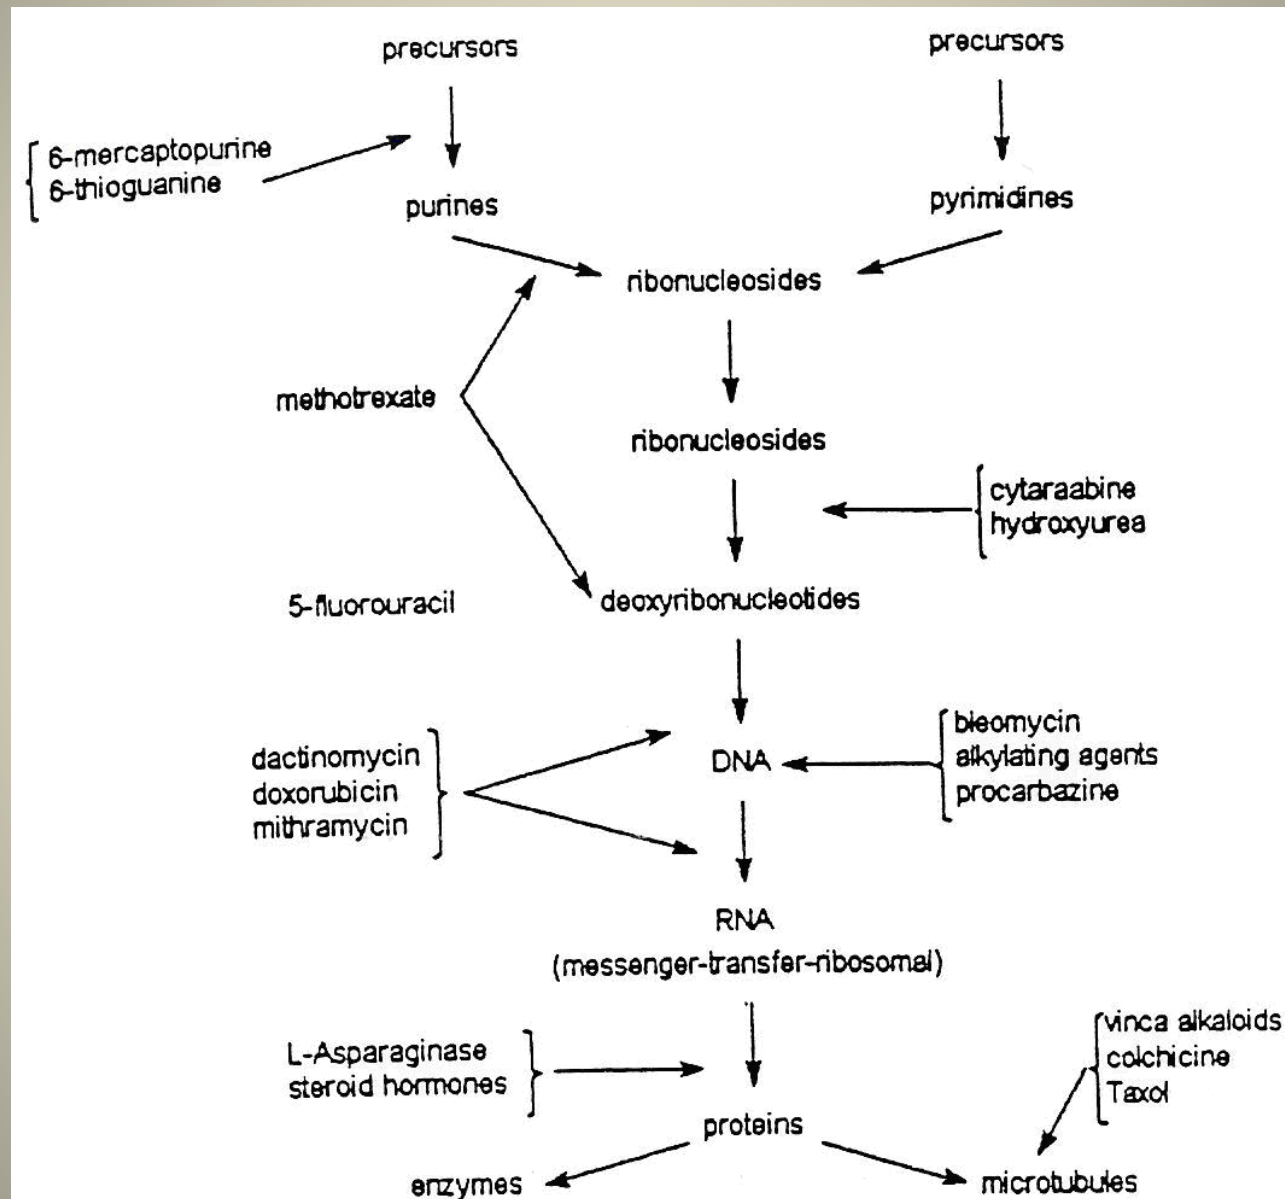 precursors
precursors
6-mercaptopurine
6-thioguanine
purines
pyrimidines
ribonucleosides
methotrexate
ribonucleosides
cytaraabine
hydroxyurea
5-fluorouracil
deoxyribonucleotides
dactinomycin
doxorubicin
mithramycin
DNA
bleomycin
alkylating agents
procarbazine
RNA
(messenger-transfer-ribosomal)
L-Asparaginase
steroid hormones
vinca alkaloids
colchicine
Taxol
proteins
enzymes
microtubules